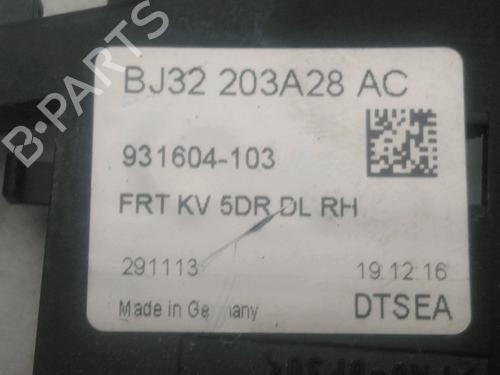 B-PARTS
BJ32 203A28 AC
931604-103
FRT KV 5DR DL RH
291113 19 12 16
Made in Germany DTSEA